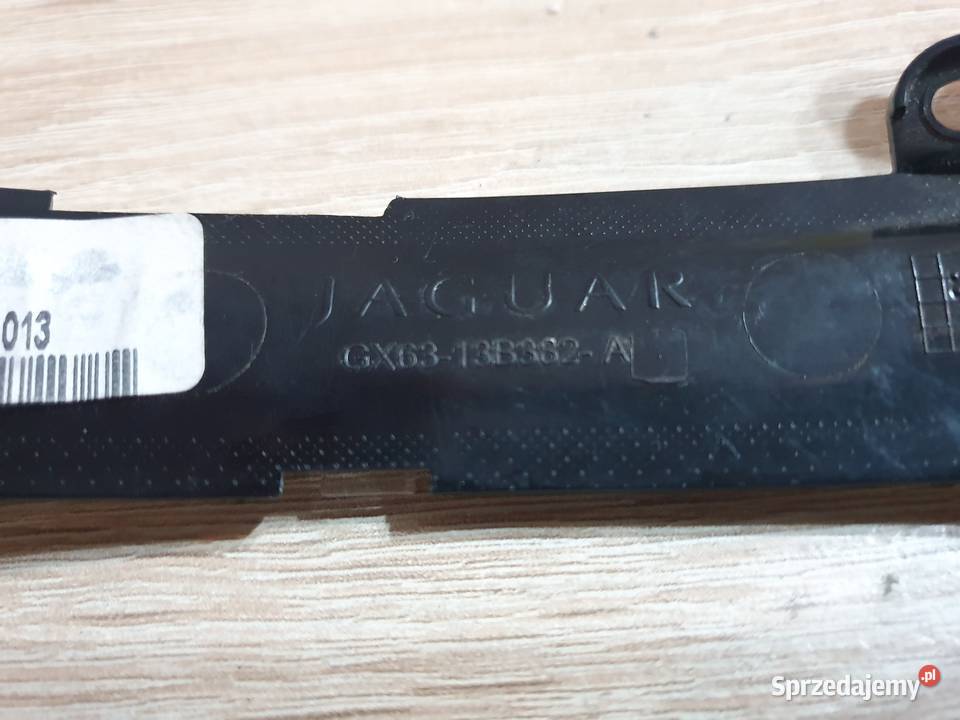 JAGUAR
GX63-13B382-A
013
Sprzedajemy.pl